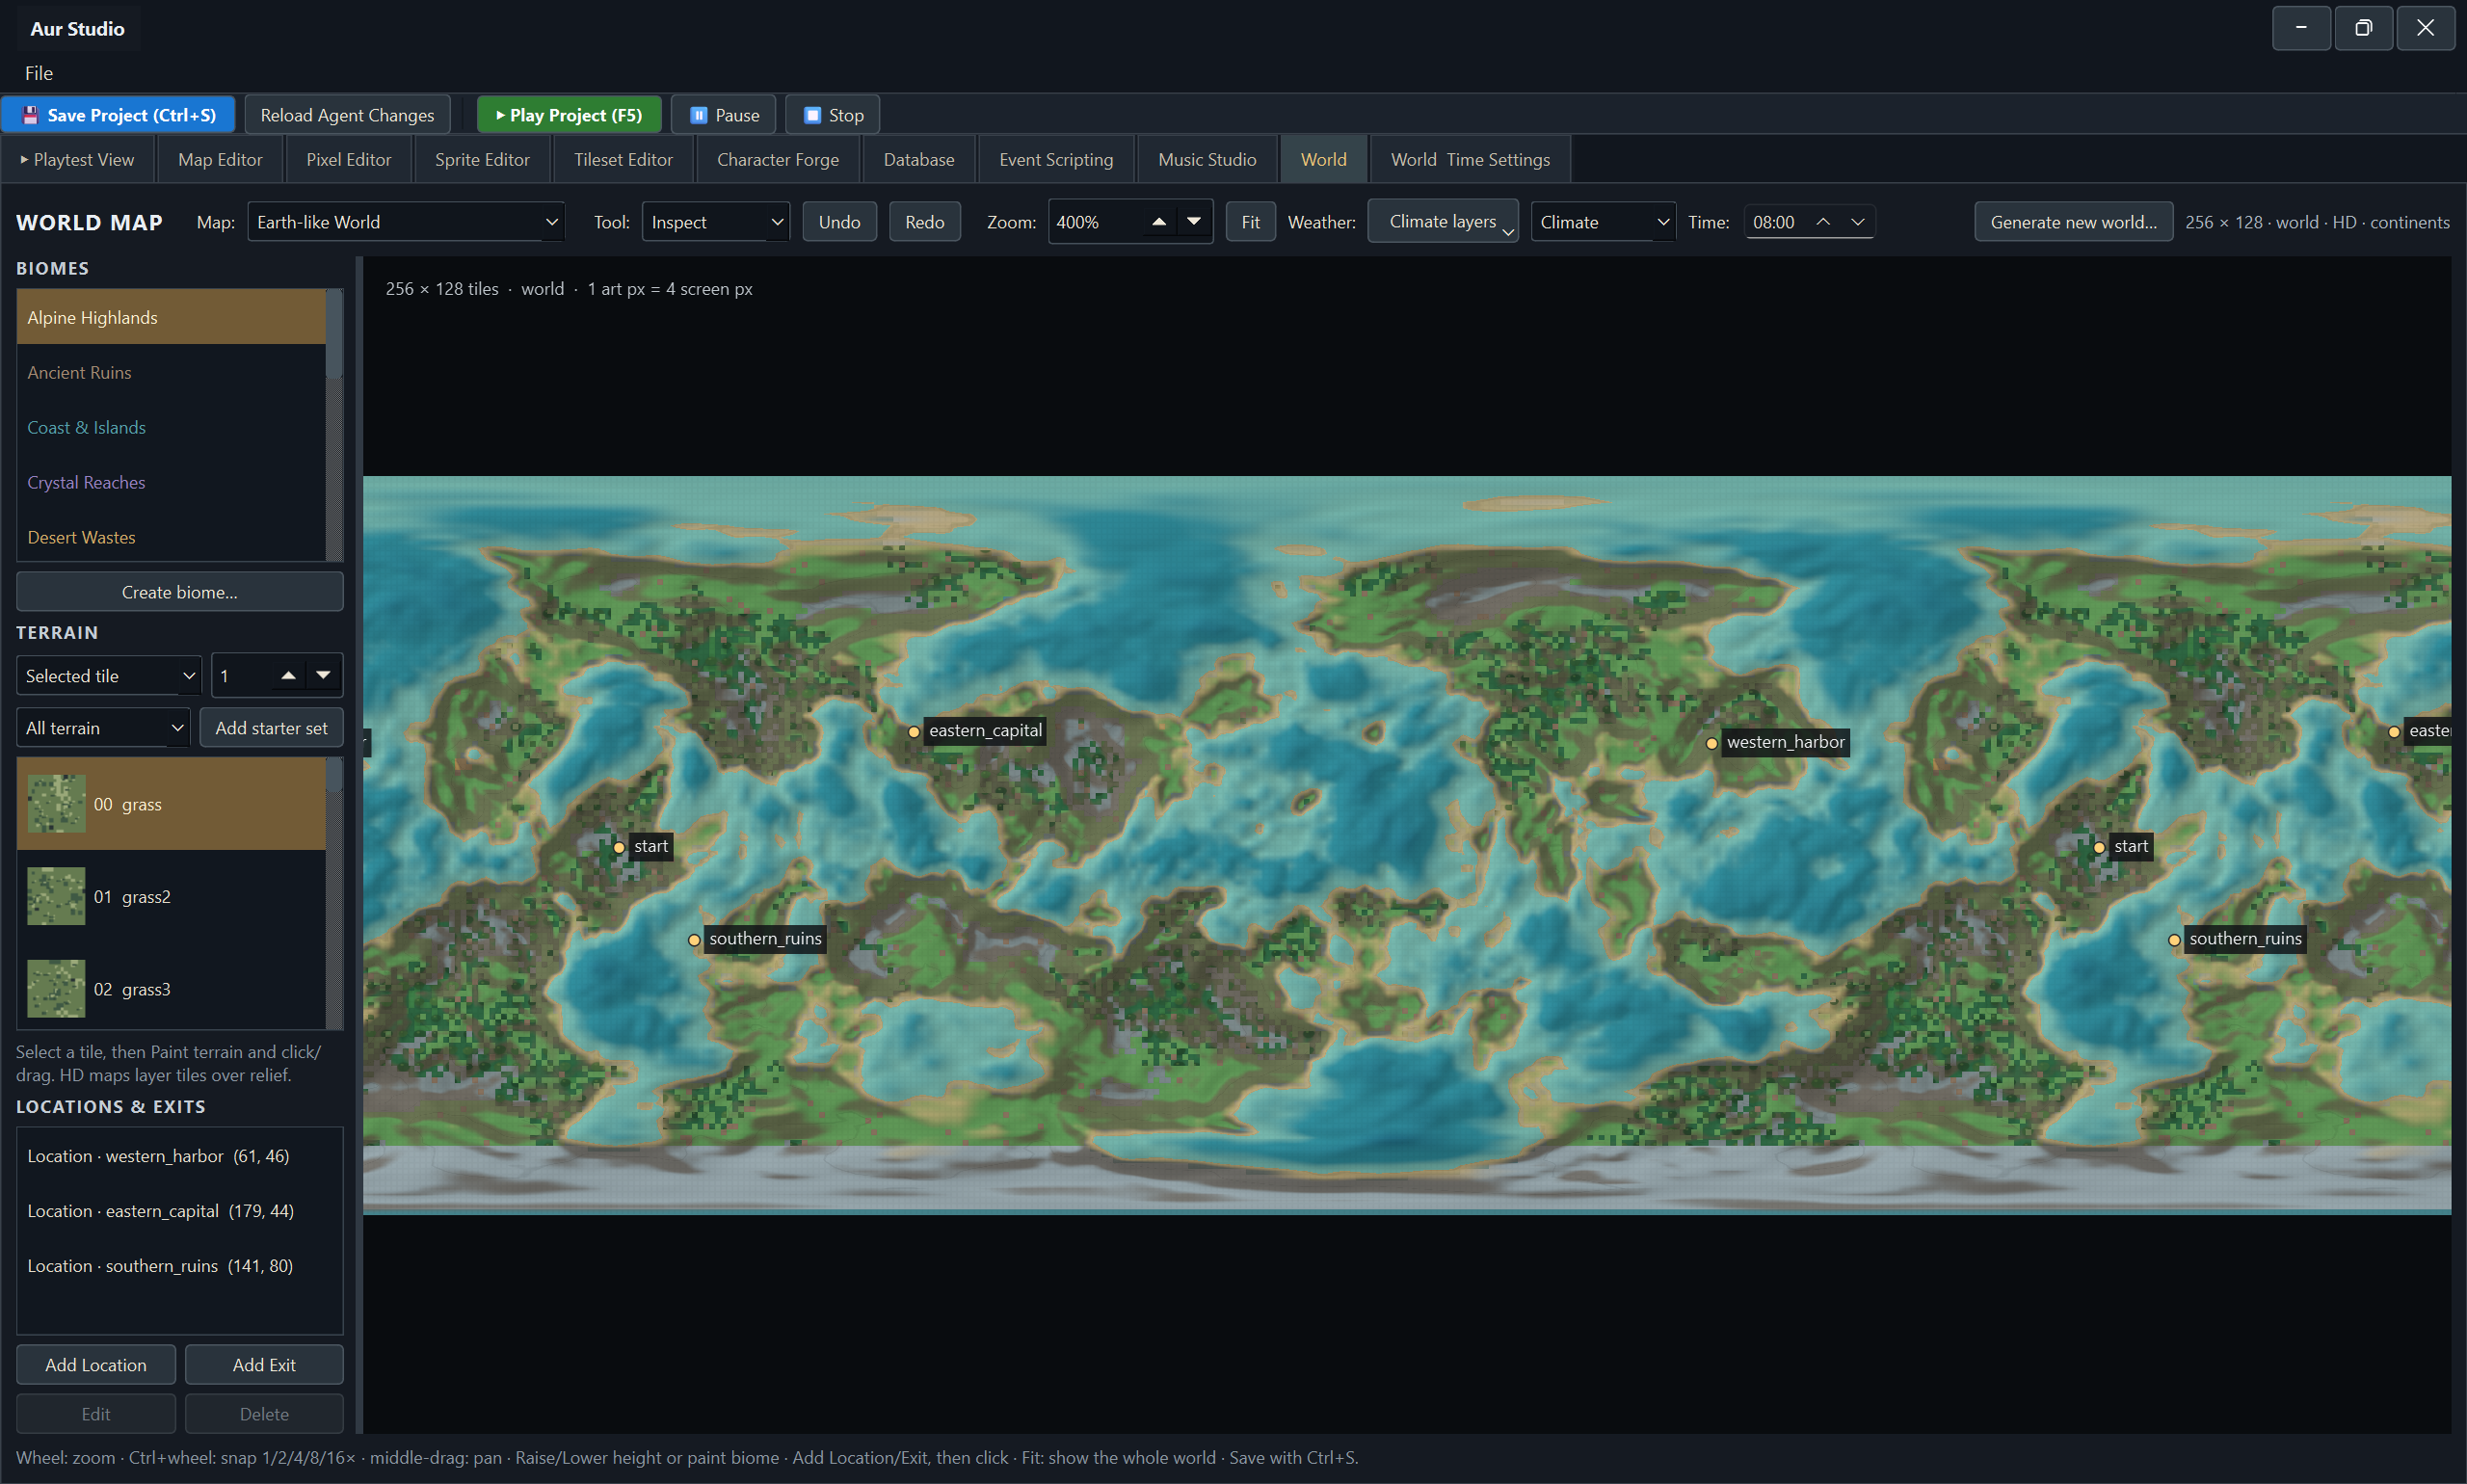 Aur Studio
File
Save Project (Ctrl+S) Reload Agent Changes Play Project (F5) Pause Stop
Playtest View Map Editor Pixel Editor Sprite Editor Tileset Editor Character Forge Database Event Scripting Music Studio World World Time Settings
WORLD MAP Map: Earth-like World Tool: Inspect Undo Redo Zoom: 400% Fit Weather: Climate layers Climate Time: 08:00 Generate new world... 256 × 128 · world · HD · continents
BIOMES
Alpine Highlands
Ancient Ruins
Coast & Islands
Crystal Reaches
Desert Wastes
Create biome...
TERRAIN
Selected tile 1
All terrain Add starter set
00 grass
01 grass2
02 grass3
Select a tile, then Paint terrain and click/
drag. HD maps layer tiles over relief.
LOCATIONS & EXITS
Location · western_harbor (61, 46)
Location · eastern_capital (179, 44)
Location · southern_ruins (141, 80)
Add Location Add Exit
Edit Delete
256 × 128 tiles · world · 1 art px = 4 screen px
eastern_capital
western_harbor
easte
start
start
southern_ruins
southern_ruins
Wheel: zoom · Ctrl+wheel: snap 1/2/4/8/16× · middle-drag: pan · Raise/Lower height or paint biome · Add Location/Exit, then click · Fit: show the whole world · Save with Ctrl+S.